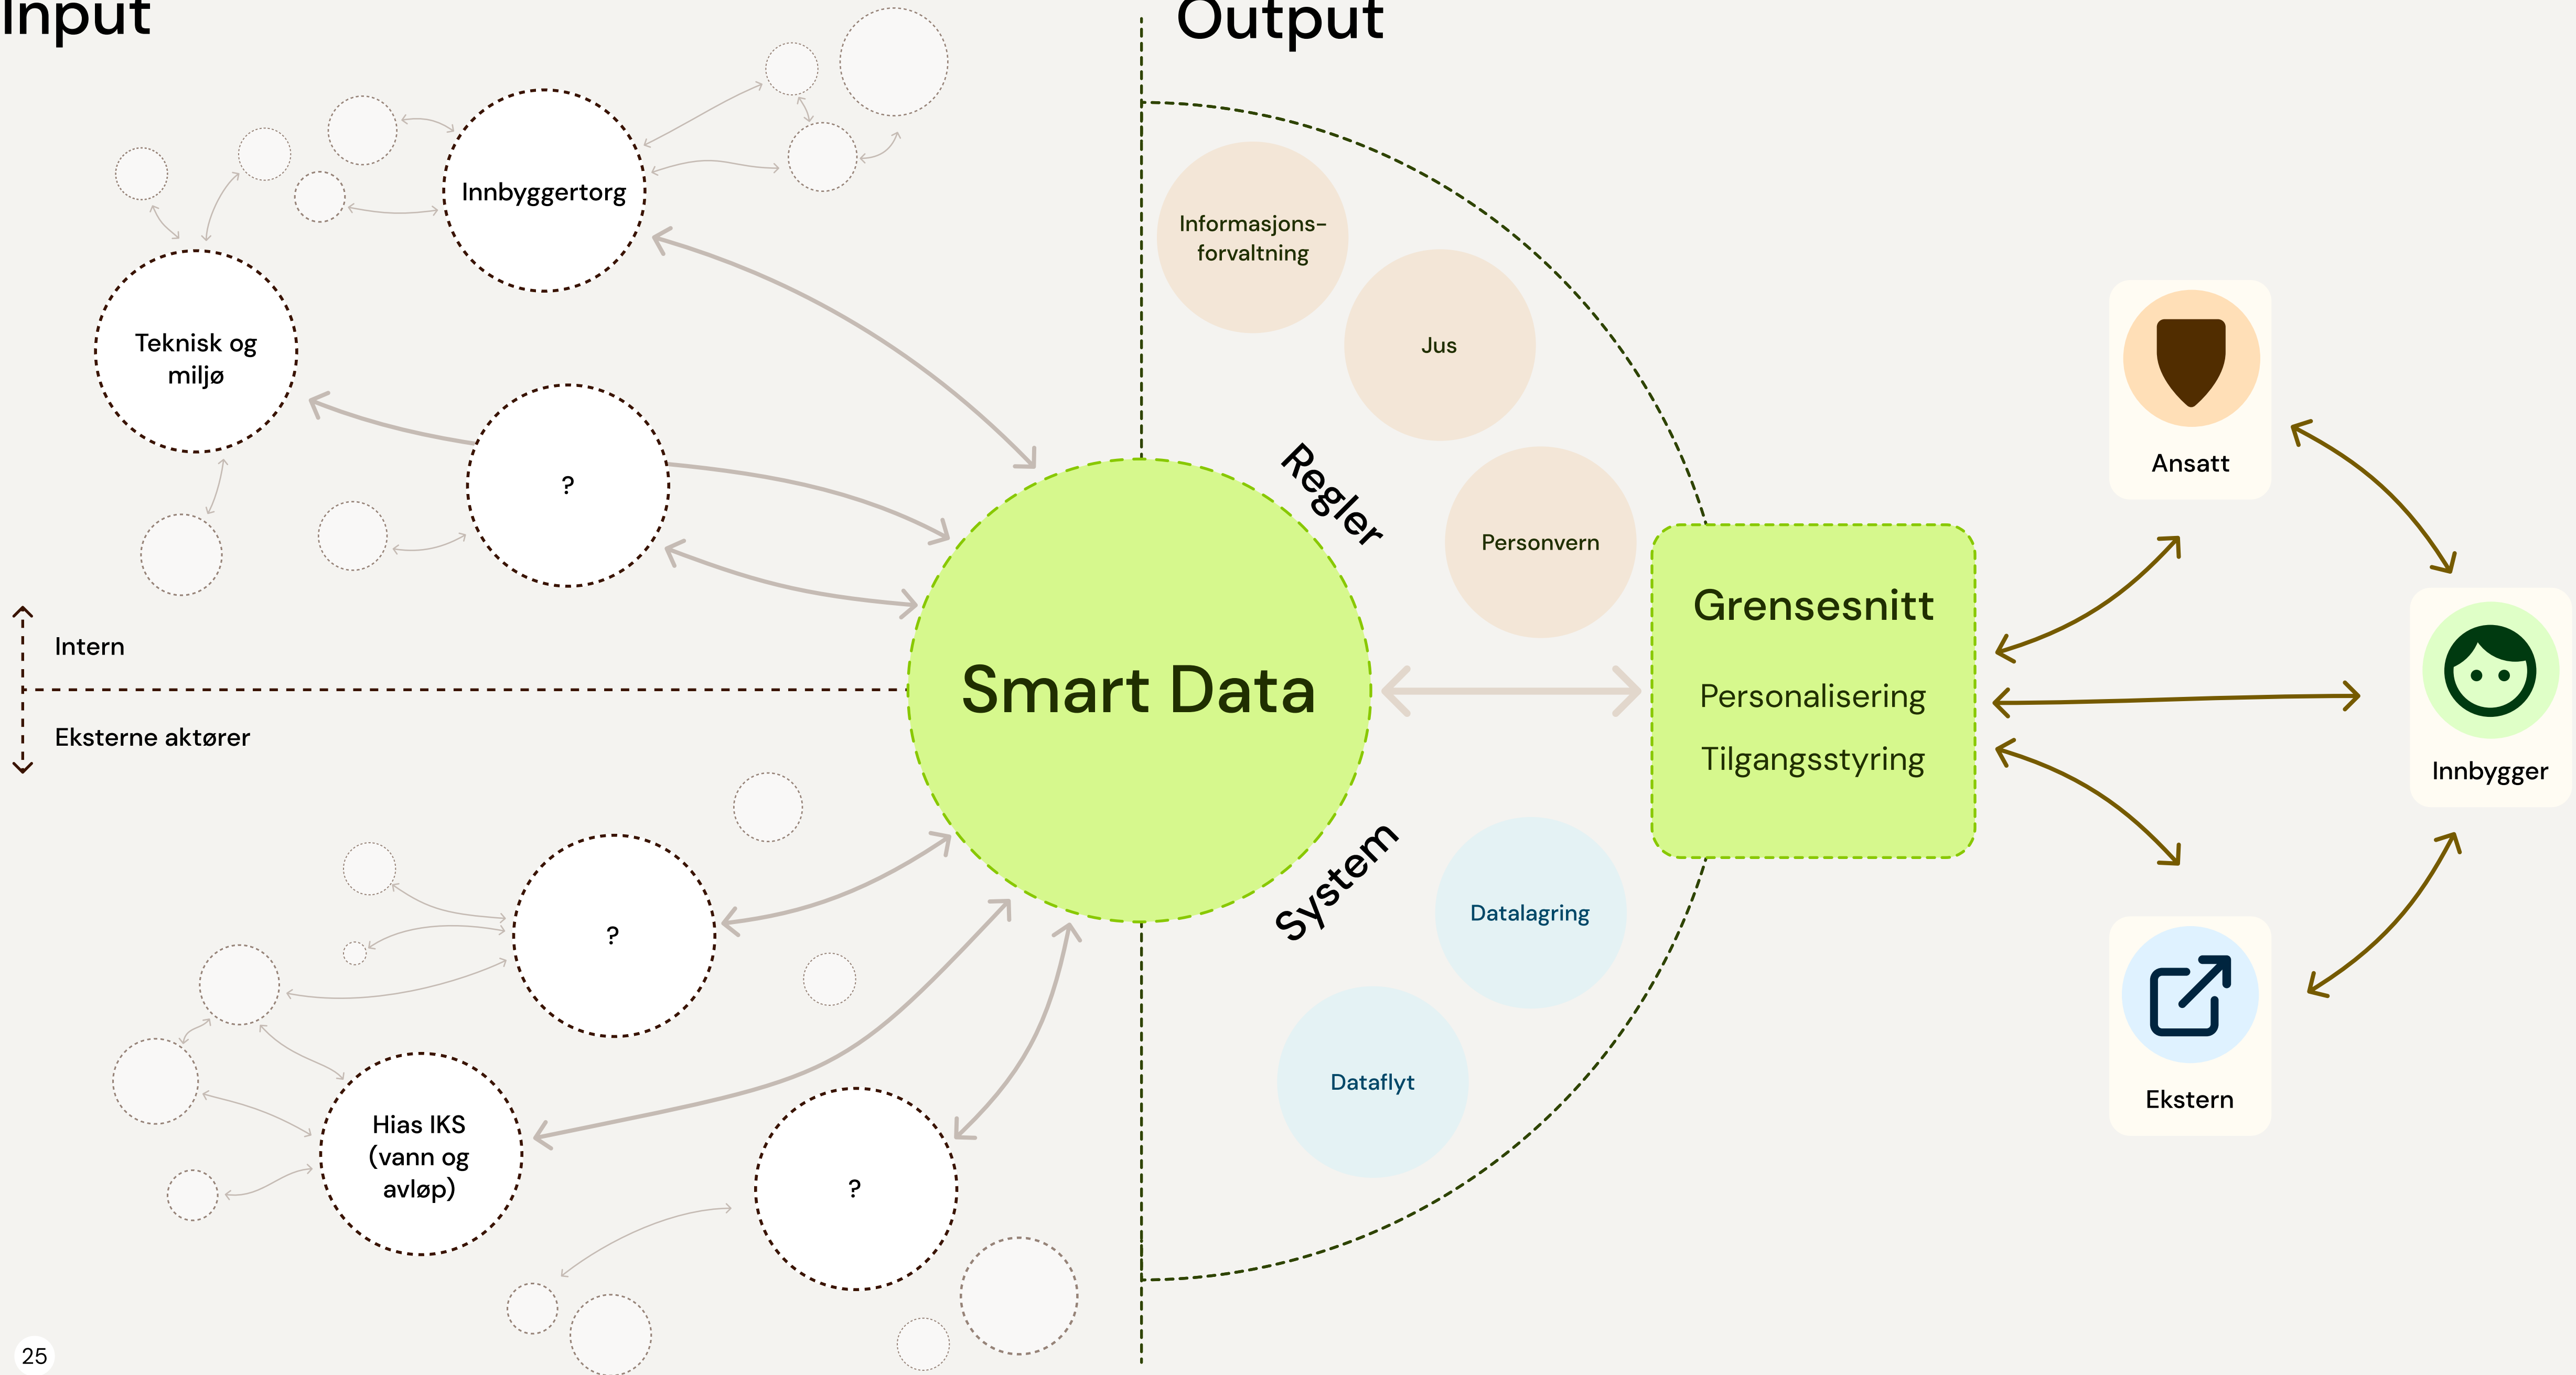 Input
Output
Innbyggertorg
Teknisk og
miljø
?
Intern
Eksterne aktører
?
Hias IKS
(vann og
avløp)
?
Smart Data
Informasjons-
forvaltning
Jus
Personvern
Regler
System
Datalagring
Dataflyt
Grensesnitt
Personalisering
Tilgangsstyring
Ansatt
Innbygger
Ekstern
25